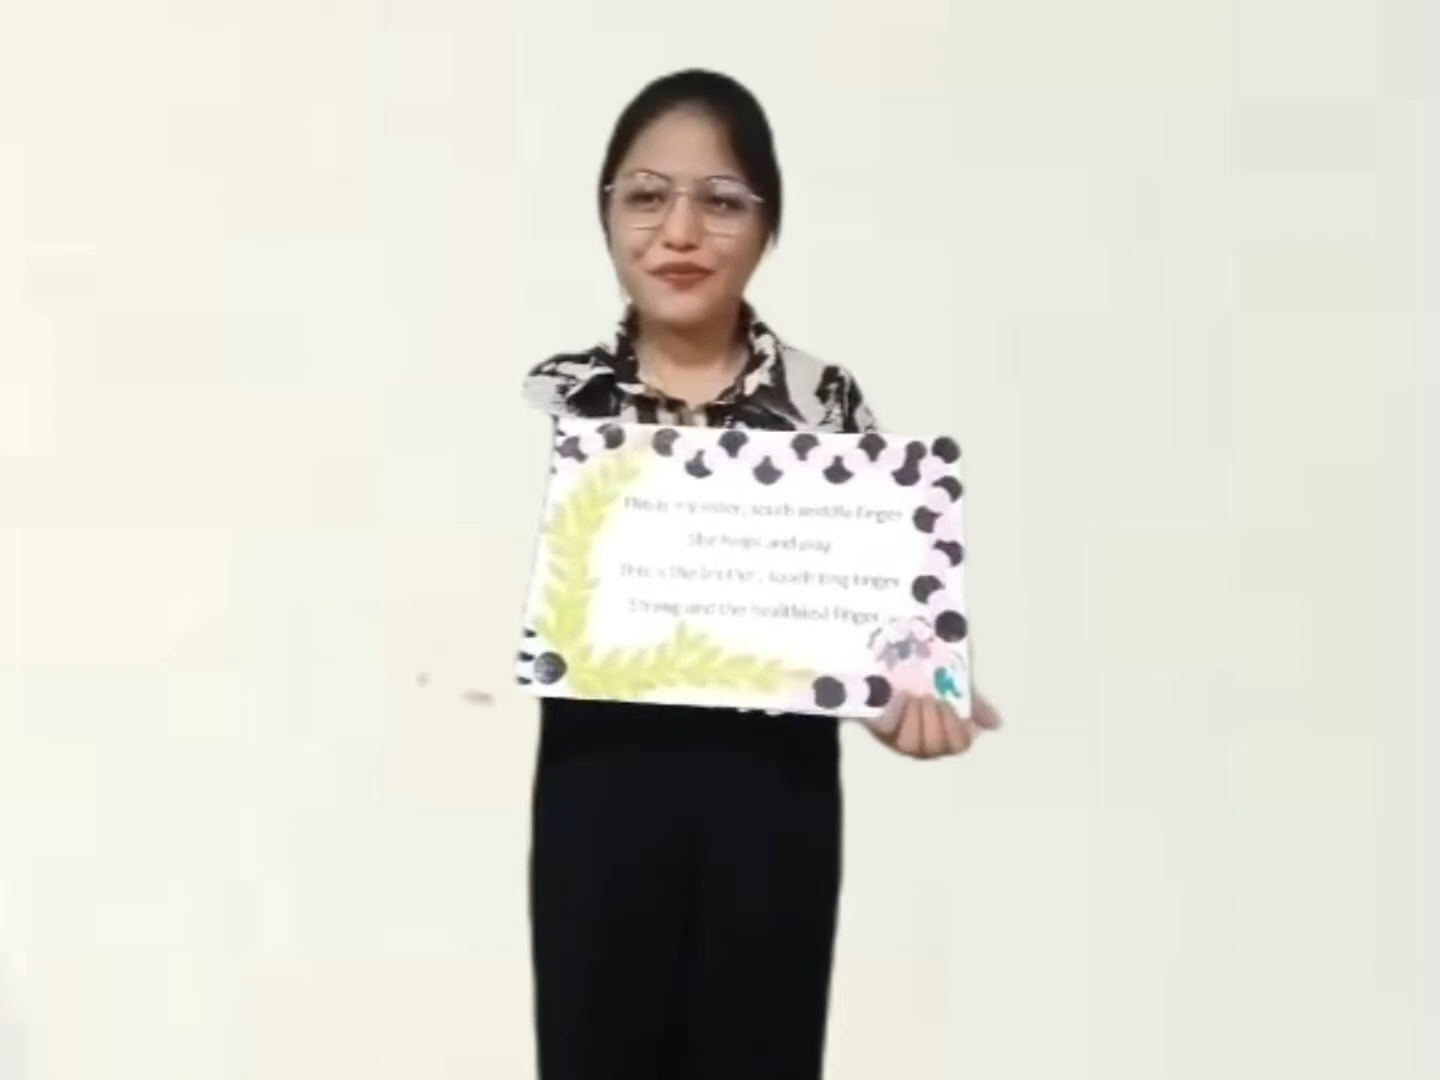 This is my sister, touch middle finger
She helps and play
This is the brother, touch ring finger
Strong and the healthiest finger